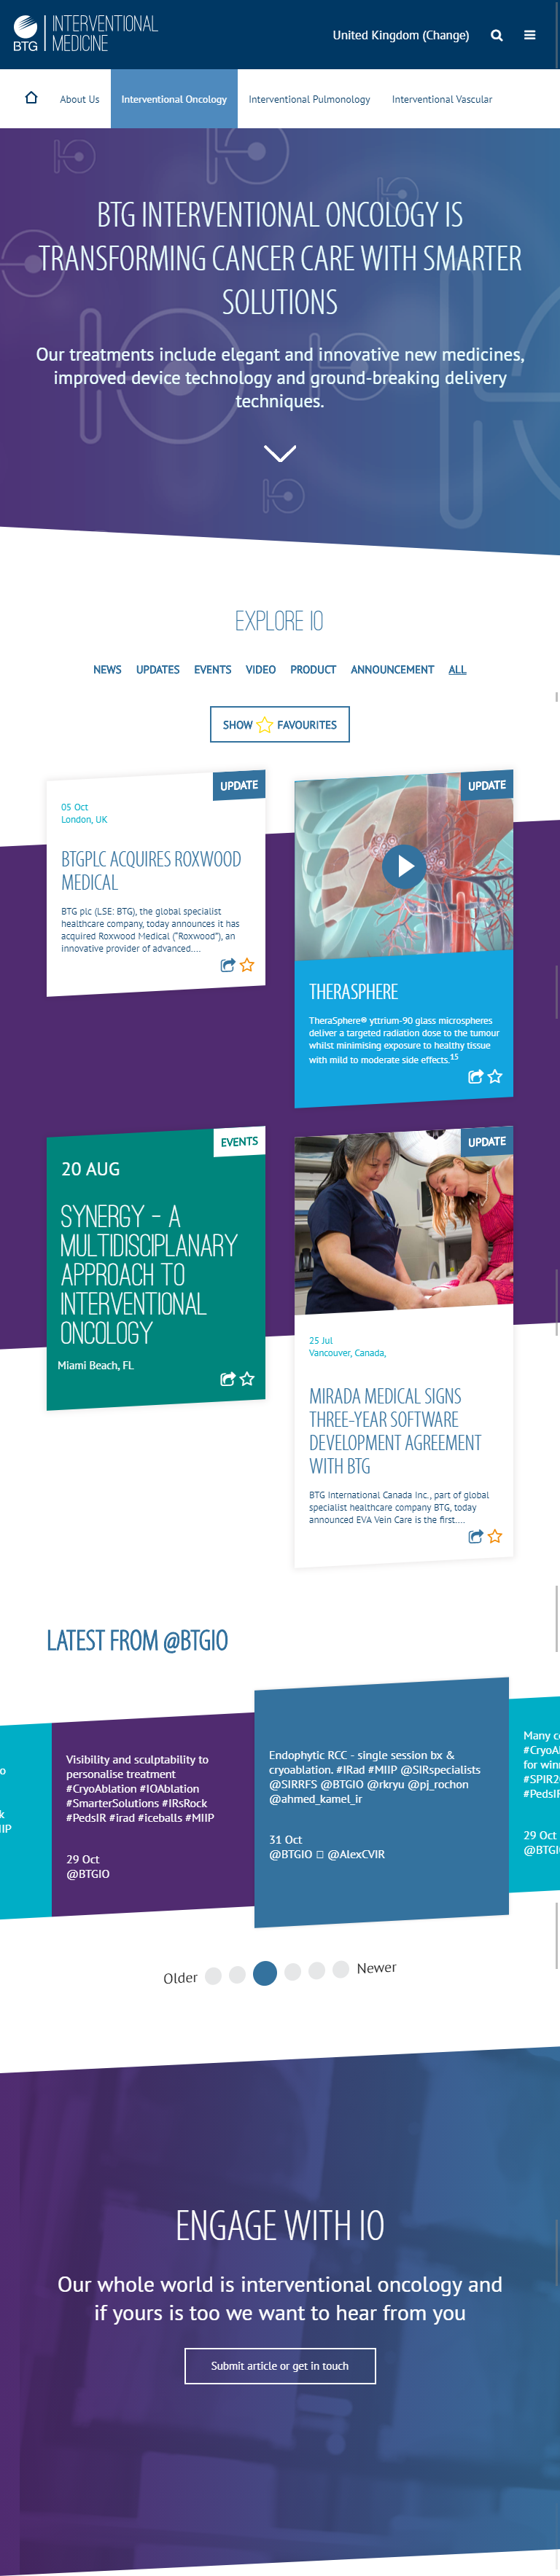 BTG
INTERVENTIONAL
MEDICINE
United Kingdom (Change)
About Us
Interventional Oncology
Interventional Pulmonology
Interventional Vascular
BTG INTERVENTIONAL ONCOLOGY IS
TRANSFORMING CANCER CARE WITH SMARTER
SOLUTIONS
Our treatments include elegant and innovative new medicines,
improved device technology and ground-breaking delivery
techniques.
EXPLORE IO
NEWS UPDATES EVENTS VIDEO PRODUCT ANNOUNCEMENT ALL
SHOW FAVOURITES
UPDATE
05 Oct
London, UK
BTGPLC ACQUIRES ROXWOOD
MEDICAL
BTG plc (LSE: BTG), the global specialist
healthcare company, today announces it has
acquired Roxwood Medical ("Roxwood"), an
innovative provider of advanced....
UPDATE
THERASPHERE
TheraSphere® yttrium-90 glass microspheres
deliver a targeted radiation dose to the tumour
whilst minimising exposure to healthy tissue
with mild to moderate side effects.15
EVENTS
20 AUG
SYNERGY - A
MULTIDISCIPLANARY
APPROACH TO
INTERVENTIONAL
ONCOLOGY
Miami Beach, FL
UPDATE
25 Jul
Vancouver, Canada,
MIRADA MEDICAL SIGNS
THREE-YEAR SOFTWARE
DEVELOPMENT AGREEMENT
WITH BTG
BTG International Canada Inc., part of global
specialist healthcare company BTG, today
announced EVA Vein Care is the first....
LATEST FROM @BTGIO
o
k
IIP
Visibility and sculptability to
personalise treatment
#CryoAblation #IOAblation
#SmarterSolutions #IRsRock
#PedsIR #irad #iceballs #MIIP
29 Oct
@BTGIO
Endophytic RCC - single session bx &
cryoablation. #IRad #MIIP @SIRspecialists
@SIRRFS @BTGIO @rkryu @pj_rochon
@ahmed_kamel_ir
31 Oct
@BTGIO □ @AlexCVIR
Many c
#CryoA
for win
#SPIR2
#PedsI
29 Oct
@BTGI
Older
Newer
ENGAGE WITH IO
Our whole world is interventional oncology and
if yours is too we want to hear from you
Submit article or get in touch